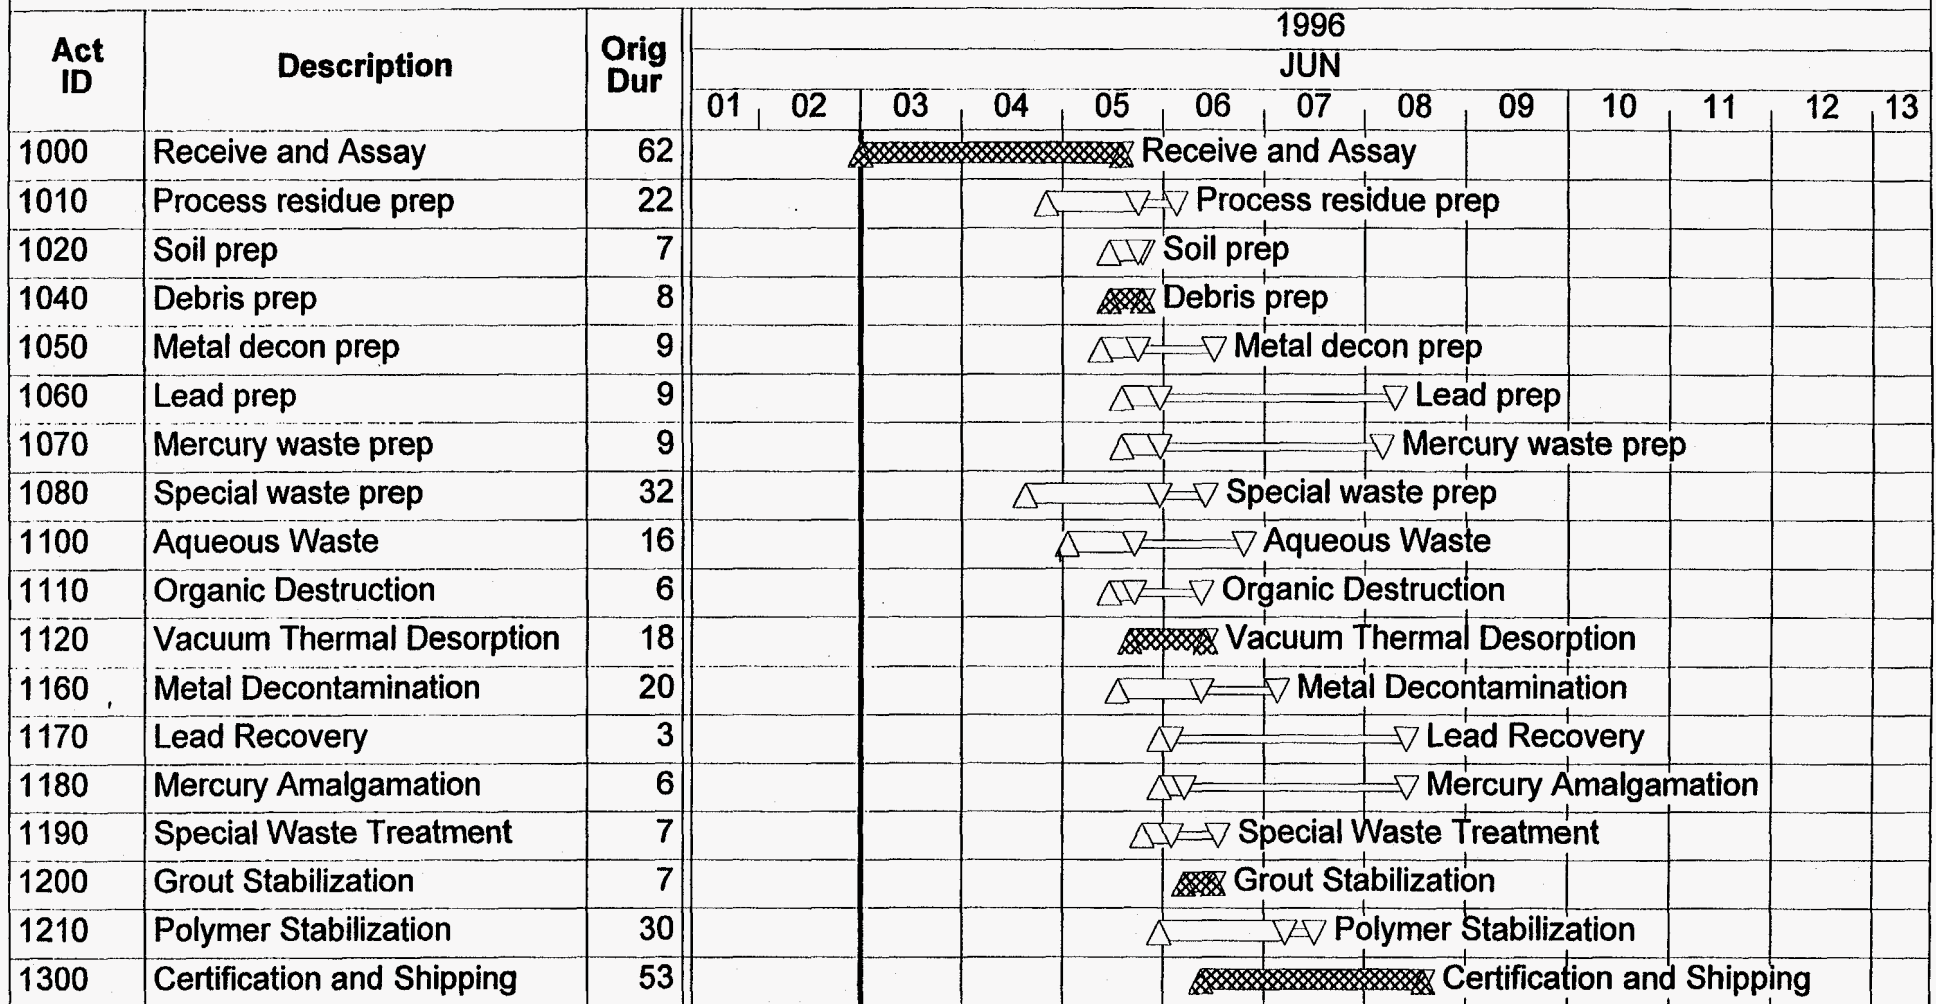 1996
Act ID Description Orig Dur JUN
01 02 03 04 05 06 07 08 09 10 11 12 13
1000 Receive and Assay 62 Receive and Assay
1010 Process residue prep 22 Process residue prep
1020 Soil prep 7 Soil prep
1040 Debris prep 8 Debris prep
1050 Metal decon prep 9 Metal decon prep
1060 Lead prep 9 Lead prep
1070 Mercury waste prep 9 Mercury waste prep
1080 Special waste prep 32 Special waste prep
1100 Aqueous Waste 16 Aqueous Waste
1110 Organic Destruction 6 Organic Destruction
1120 Vacuum Thermal Desorption 18 Vacuum Thermal Desorption
1160 Metal Decontamination 20 Metal Decontamination
1170 Lead Recovery 3 Lead Recovery
1180 Mercury Amalgamation 6 Mercury Amalgamation
1190 Special Waste Treatment 7 Special Waste Treatment
1200 Grout Stabilization 7 Grout Stabilization
1210 Polymer Stabilization 30 Polymer Stabilization
1300 Certification and Shipping 53 Certification and Shipping